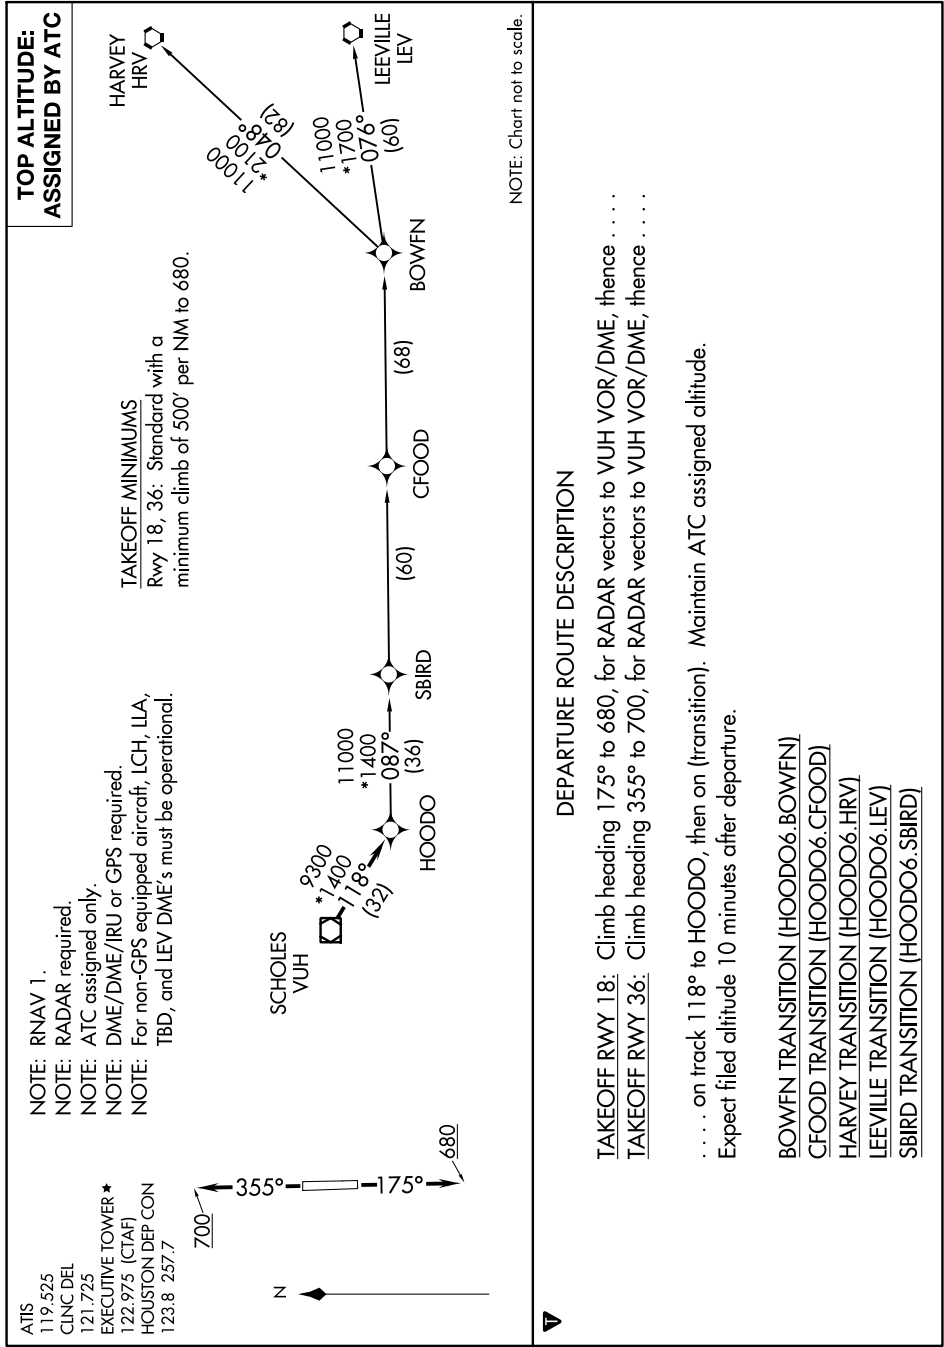 TOP ALTITUDE:
ASSIGNED BY ATC
ATIS
119.525
CLNC DEL
121.725
EXECUTIVE TOWER ★
122.975 (CTAF)
HOUSTON DEP CON
123.8 257.7
NOTE: RNAV 1.
NOTE: RADAR required.
NOTE: ATC assigned only.
NOTE: DME/DME/IRU or GPS required.
NOTE: For non-GPS equipped aircraft, LCH, LLA,
TBD, and LEV DME's must be operational.
TAKEOFF MINIMUMS
Rwy 18, 36: Standard with a
minimum climb of 500' per NM to 680.
N
700
355°
175°
680
SCHOLES
VUH
9300
*1400
118°
(32)
HOODO
11000
*1400
087°
(36)
SBIRD
(60)
CFOOD
(68)
BOWFN
11000
*2100
048°
(82)
HARVEY
HRV
11000
*1700
076°
(60)
LEEVILLE
LEV
NOTE: Chart not to scale.
T
DEPARTURE ROUTE DESCRIPTION
TAKEOFF RWY 18: Climb heading 175° to 680, for RADAR vectors to VUH VOR/DME, thence . . . .
TAKEOFF RWY 36: Climb heading 355° to 700, for RADAR vectors to VUH VOR/DME, thence . . . .
. . . . on track 118° to HOODO, then on (transition). Maintain ATC assigned altitude.
Expect filed altitude 10 minutes after departure.
BOWFN TRANSITION (HOODO6.BOWFN)
CFOOD TRANSITION (HOODO6.CFOOD)
HARVEY TRANSITION (HOODO6.HRV)
LEEVILLE TRANSITION (HOODO6.LEV)
SBIRD TRANSITION (HOODO6.SBIRD)